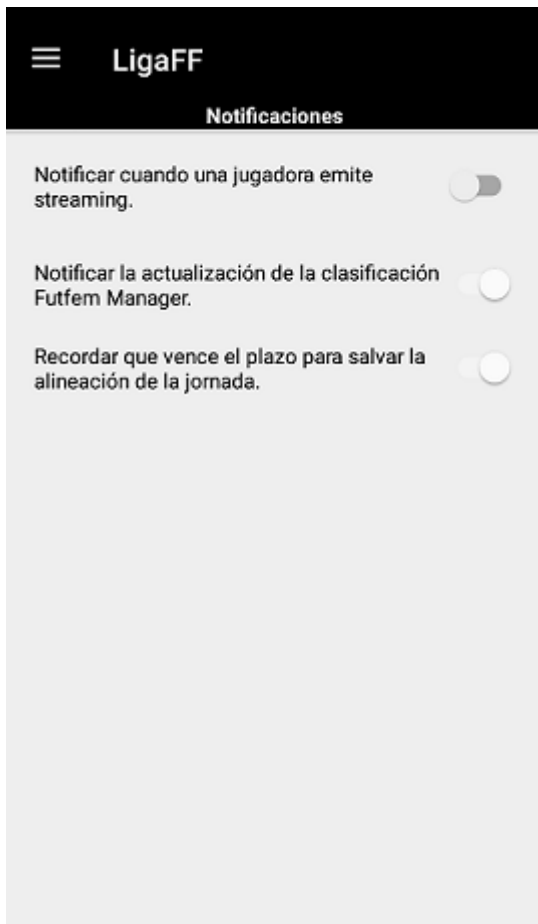 LigaFF
Notificaciones
Notificar cuando una jugadora emite
streaming.
Notificar la actualización de la clasificación
Futfem Manager.
Recordar que vence el plazo para salvar la
alineación de la jornada.